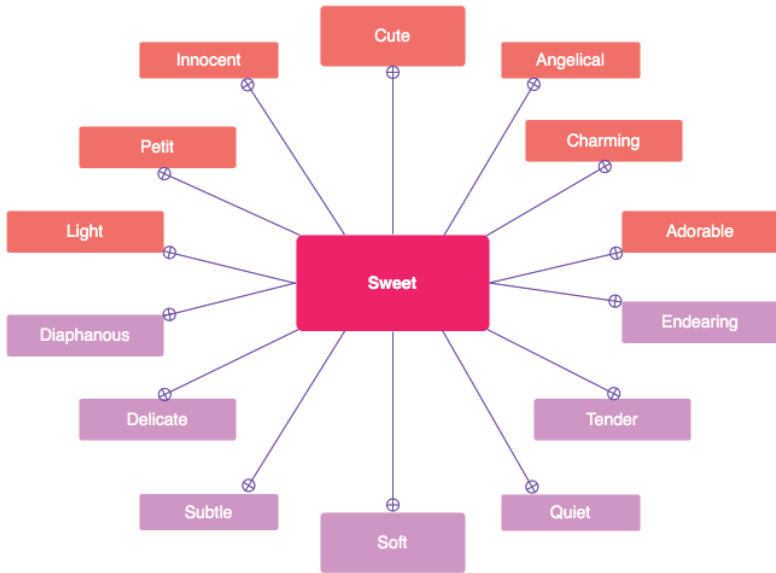 Cute
Innocent
Angelical
Petit
Charming
Light
Adorable
Sweet
Diaphanous
Endearing
Delicate
Tender
Subtle
Quiet
Soft